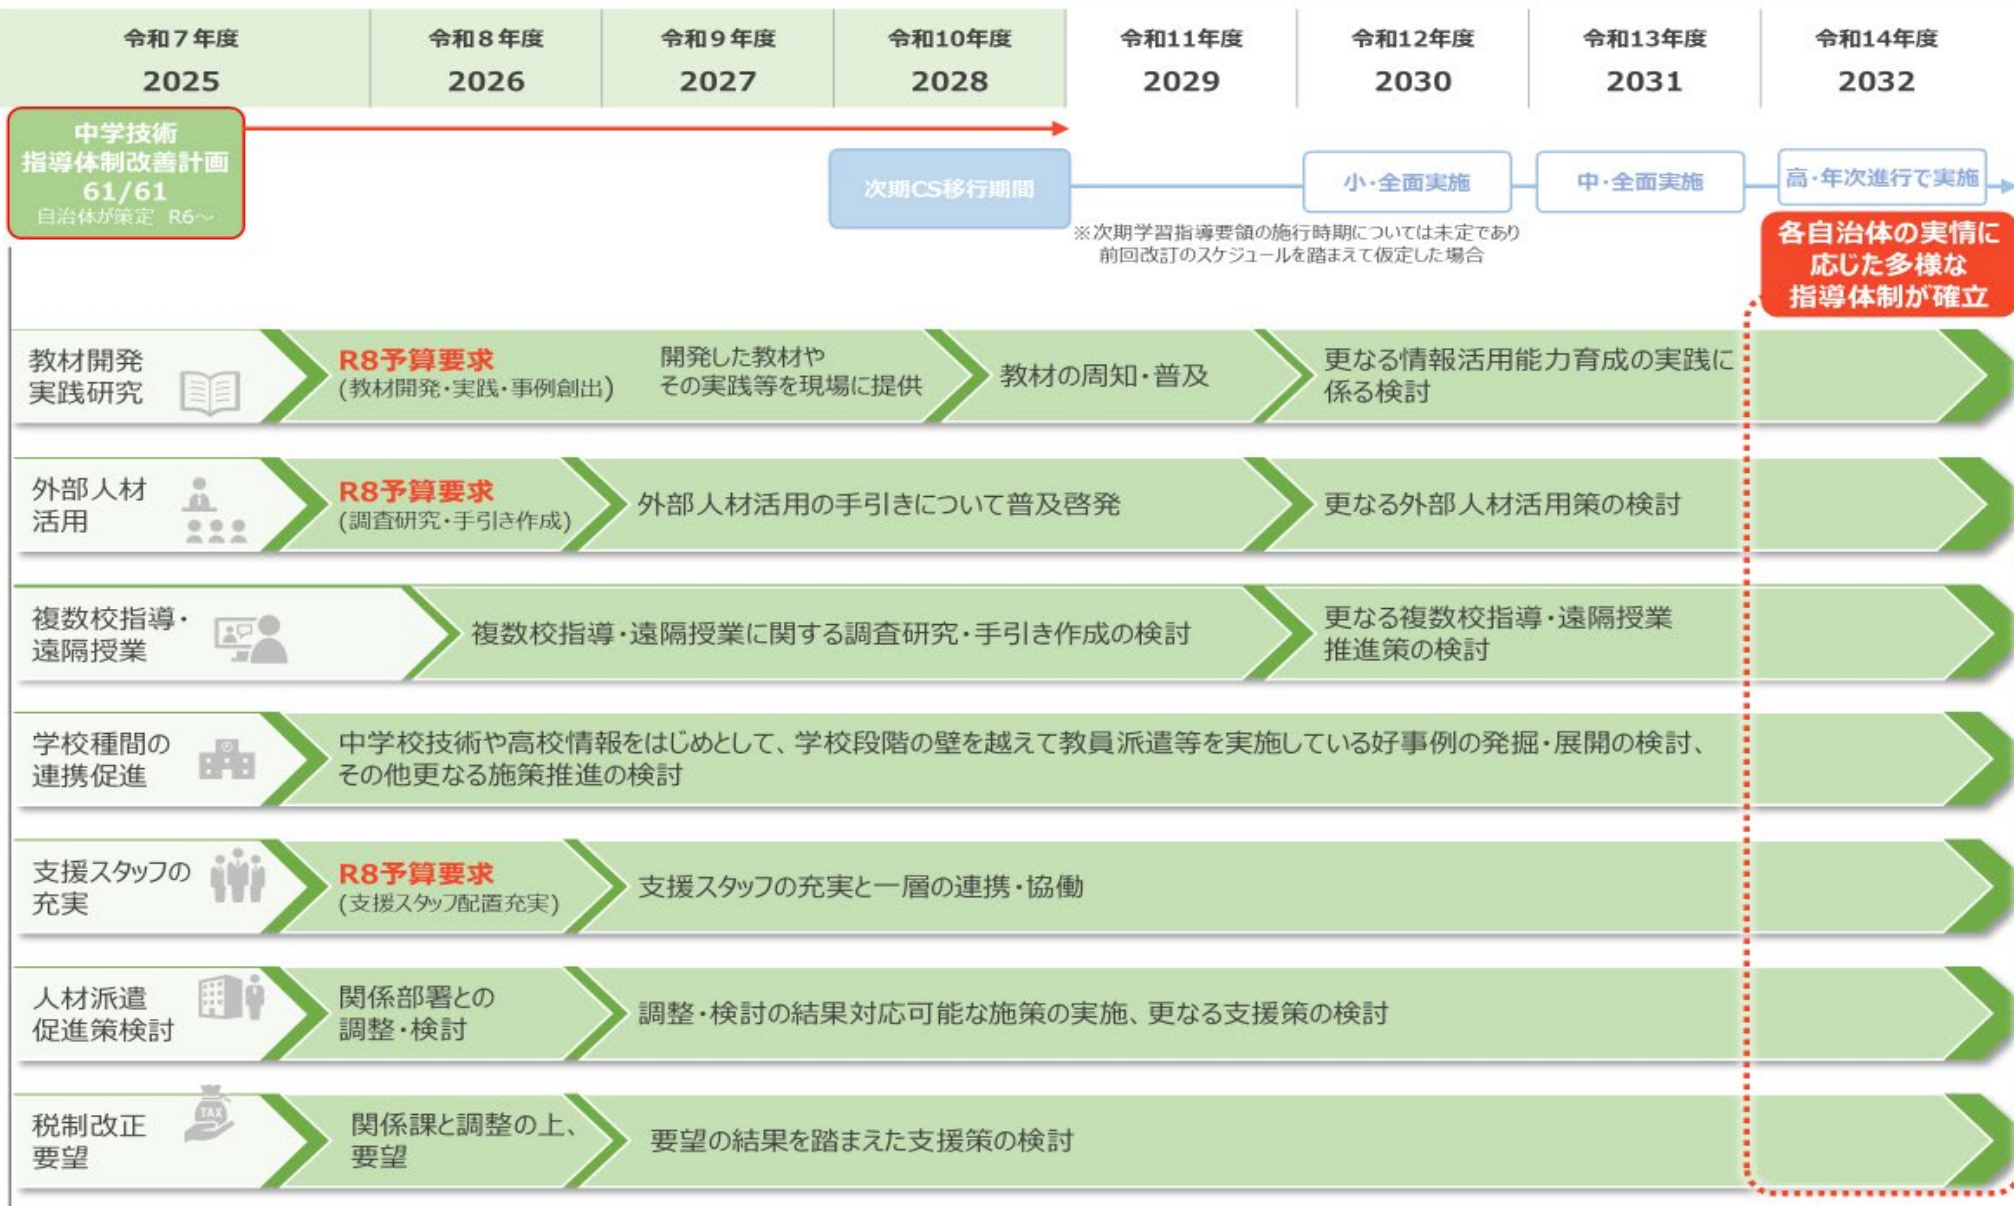 令和7年度
2025
令和8年度
2026
令和9年度
2027
令和10年度
2028
令和11年度
2029
令和12年度
2030
令和13年度
2031
令和14年度
2032
中学技術
指導体制改善計画
61/61
自治体が策定 R6～
次期CS移行期間
小・全面実施
中・全面実施
高・年次進行で実施
※次期学習指導要領の施行時期については未定であり
前回改訂のスケジュールを踏まえて仮定した場合
各自治体の実情に
応じた多様な
指導体制が確立
教材開発
実践研究
R8予算要求
(教材開発・実践・事例創出)
開発した教材や
その実践等を現場に提供
教材の周知・普及
更なる情報活用能力育成の実践に
係る検討
外部人材
活用
R8予算要求
(調査研究・手引き作成)
外部人材活用の手引きについて普及啓発
更なる外部人材活用策の検討
複数校指導・
遠隔授業
複数校指導・遠隔授業に関する調査研究・手引き作成の検討
更なる複数校指導・遠隔授業
推進策の検討
学校種間の
連携促進
中学校技術や高校情報をはじめとして、学校段階の壁を越えて教員派遣等を実施している好事例の発掘・展開の検討、
その他更なる施策推進の検討
支援スタッフの
充実
R8予算要求
(支援スタッフ配置充実)
支援スタッフの充実と一層の連携・協働
人材派遣
促進策検討
関係部署との
調整・検討
調整・検討の結果対応可能な施策の実施、更なる支援策の検討
税制改正
要望
TAX
関係課と調整の上、
要望
要望の結果を踏まえた支援策の検討